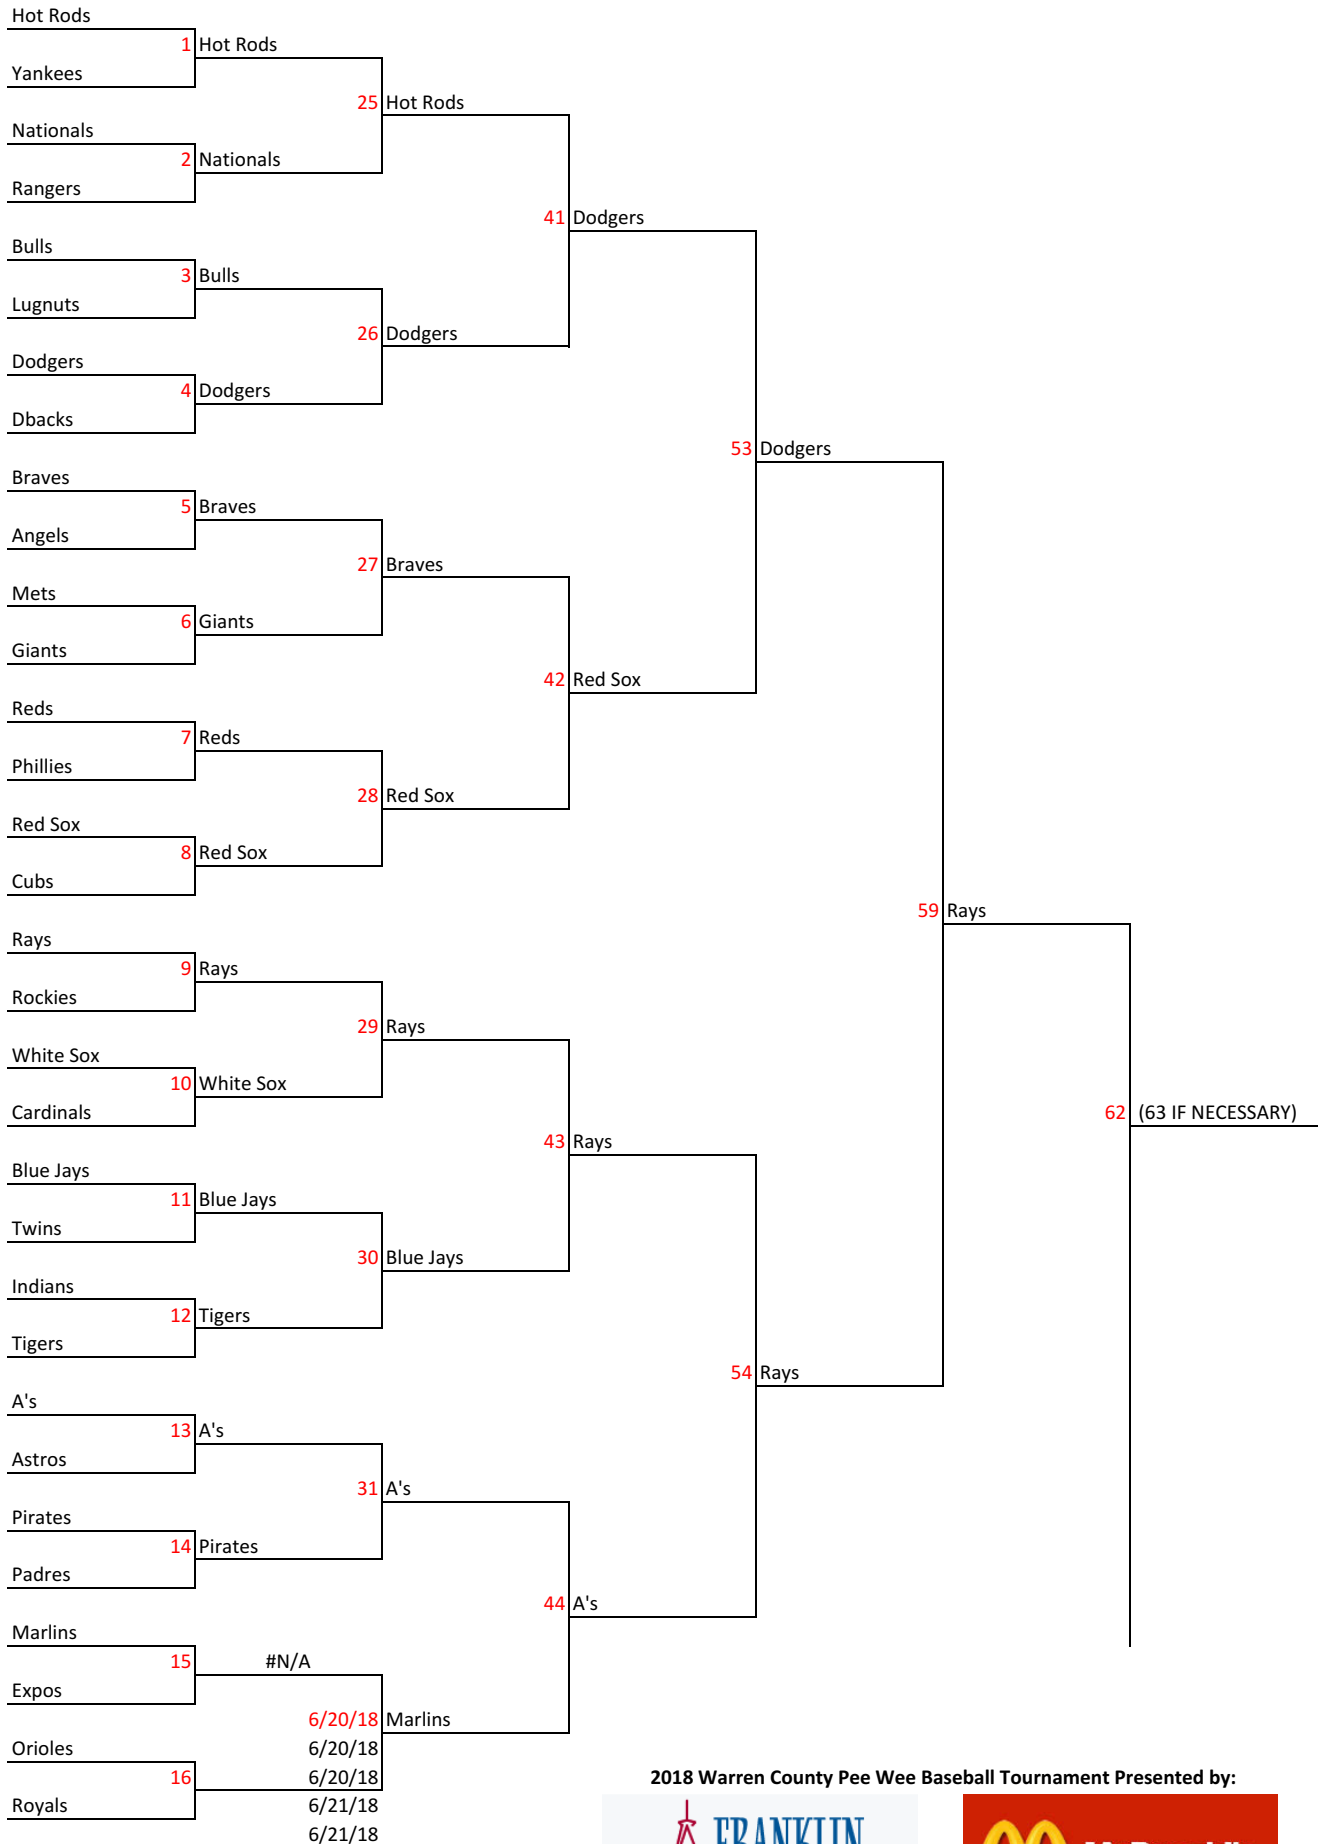 Hot Rods
1 Hot Rods
Yankees
25 Hot Rods
Nationals
2 Nationals
Rangers
41 Dodgers
Bulls
3 Bulls
Lugnuts
26 Dodgers
Dodgers
4 Dodgers
Dbacks
53 Dodgers
Braves
5 Braves
Angels
27 Braves
Mets
6 Giants
Giants
42 Red Sox
Reds
7 Reds
Phillies
28 Red Sox
Red Sox
8 Red Sox
Cubs
59 Rays
Rays
9 Rays
Rockies
29 Rays
White Sox
10 White Sox
Cardinals
62 (63 IF NECESSARY)
43 Rays
Blue Jays
11 Blue Jays
Twins
30 Blue Jays
Indians
12 Tigers
Tigers
54 Rays
A's
13 A's
Astros
31 A's
Pirates
14 Pirates
Padres
44 A's
Marlins
15 #N/A
Expos
6/20/18 Marlins
Orioles 6/20/18
16 6/20/18
2018 Warren County Pee Wee Baseball Tournament Presented by:
Royals 6/21/18
6/21/18
FRANKLIN